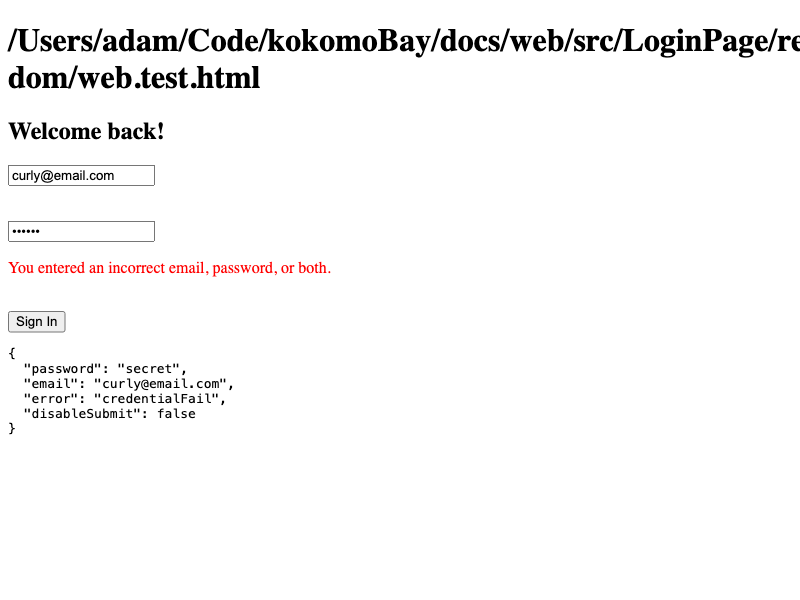 /Users/adam/Code/kokomoBay/docs/web/src/LoginPage/re
dom/web.test.html
Welcome back!
curly@email.com
••••••
You entered an incorrect email, password, or both.
Sign In
{
  "password": "secret",
  "email": "curly@email.com",
  "error": "credentialFail",
  "disableSubmit": false
}